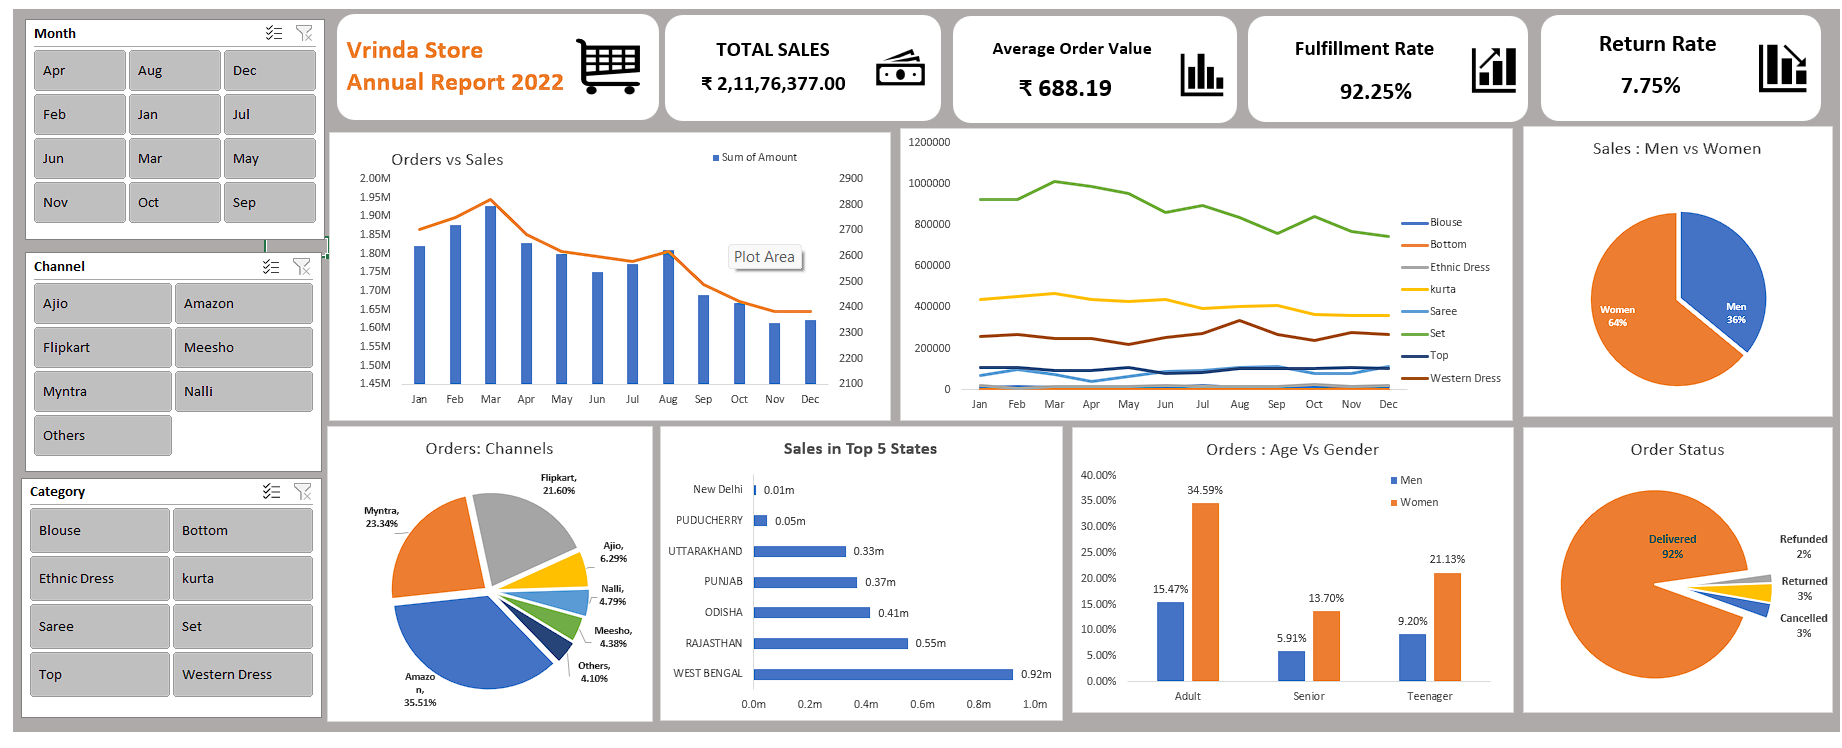 Month
Apr
Aug
Dec
Feb
Jan
Jul
Jun
Mar
May
Nov
Oct
Sep
Channel
Ajio
Amazon
Flipkart
Meesho
Myntra
Nalli
Others
Category
Blouse
Bottom
Ethnic Dress
kurta
Saree
Set
Top
Western Dress
Vrinda Store
Annual Report 2022
TOTAL SALES
₹ 2,11,76,377.00
Average Order Value
₹ 688.19
Fulfillment Rate
92.25%
Return Rate
7.75%
Orders vs Sales
Sum of Amount
2.00M
1.95M
1.90M
1.85M
1.80M
1.75M
1.70M
1.65M
1.60M
1.55M
1.50M
1.45M
2900
2800
2700
2600
2500
2400
2300
2200
2100
Plot Area
Jan Feb Mar Apr May Jun Jul Aug Sep Oct Nov Dec
1200000
1000000
800000
600000
400000
200000
0
Jan Feb Mar Apr May Jun Jul Aug Sep Oct Nov Dec
Blouse
Bottom
Ethnic Dress
kurta
Saree
Set
Top
Western Dress
Sales : Men vs Women
Women
64%
Men
36%
Orders: Channels
Flipkart,
21.60%
Myntra,
23.34%
Ajio,
6.29%
Nalli,
4.79%
Meesho,
4.38%
Others,
4.10%
Amazo
n,
35.51%
Sales in Top 5 States
New Delhi 0.01m
PUDUCHERRY 0.05m
UTTARAKHAND 0.33m
PUNJAB 0.37m
ODISHA 0.41m
RAJASTHAN 0.55m
WEST BENGAL 0.92m
0.0m 0.2m 0.4m 0.6m 0.8m 1.0m
Orders : Age Vs Gender
Men
Women
40.00%
35.00%
30.00%
25.00%
20.00%
15.00%
10.00%
5.00%
0.00%
15.47%
34.59%
5.91%
13.70%
9.20%
21.13%
Adult Senior Teenager
Order Status
Delivered
92%
Refunded
2%
Returned
3%
Cancelled
3%